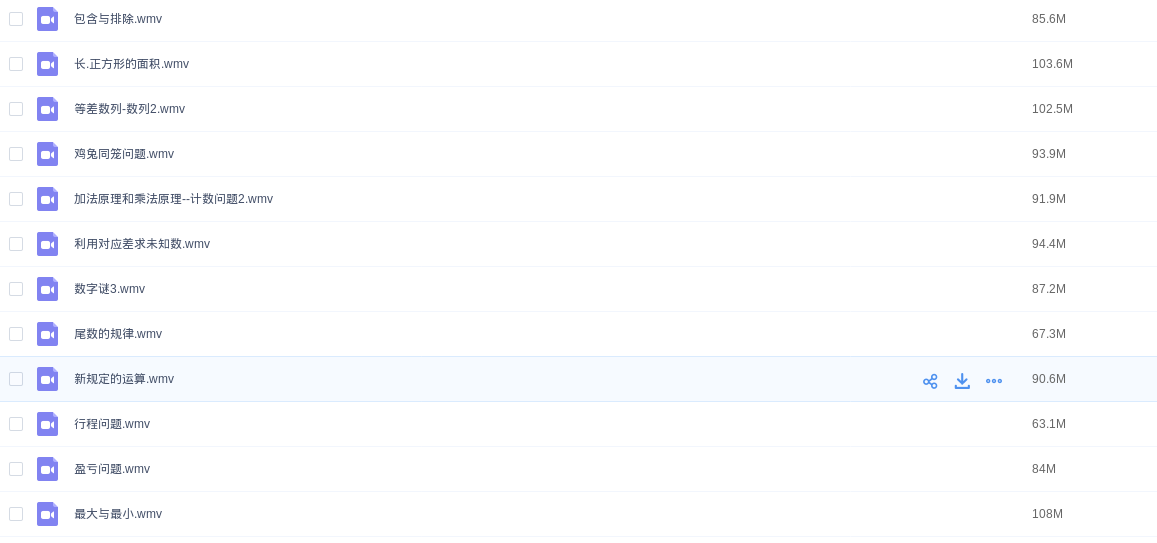 包含与排除.wmv 85.6M
长.正方形的面积.wmv 103.6M
等差数列-数列2.wmv 102.5M
鸡兔同笼问题.wmv 93.9M
加法原理和乘法原理--计数问题2.wmv 91.9M
利用对应差求未知数.wmv 94.4M
数字谜3.wmv 87.2M
尾数的规律.wmv 67.3M
新规定的运算.wmv 90.6M
行程问题.wmv 63.1M
盈亏问题.wmv 84M
最大与最小.wmv 108M